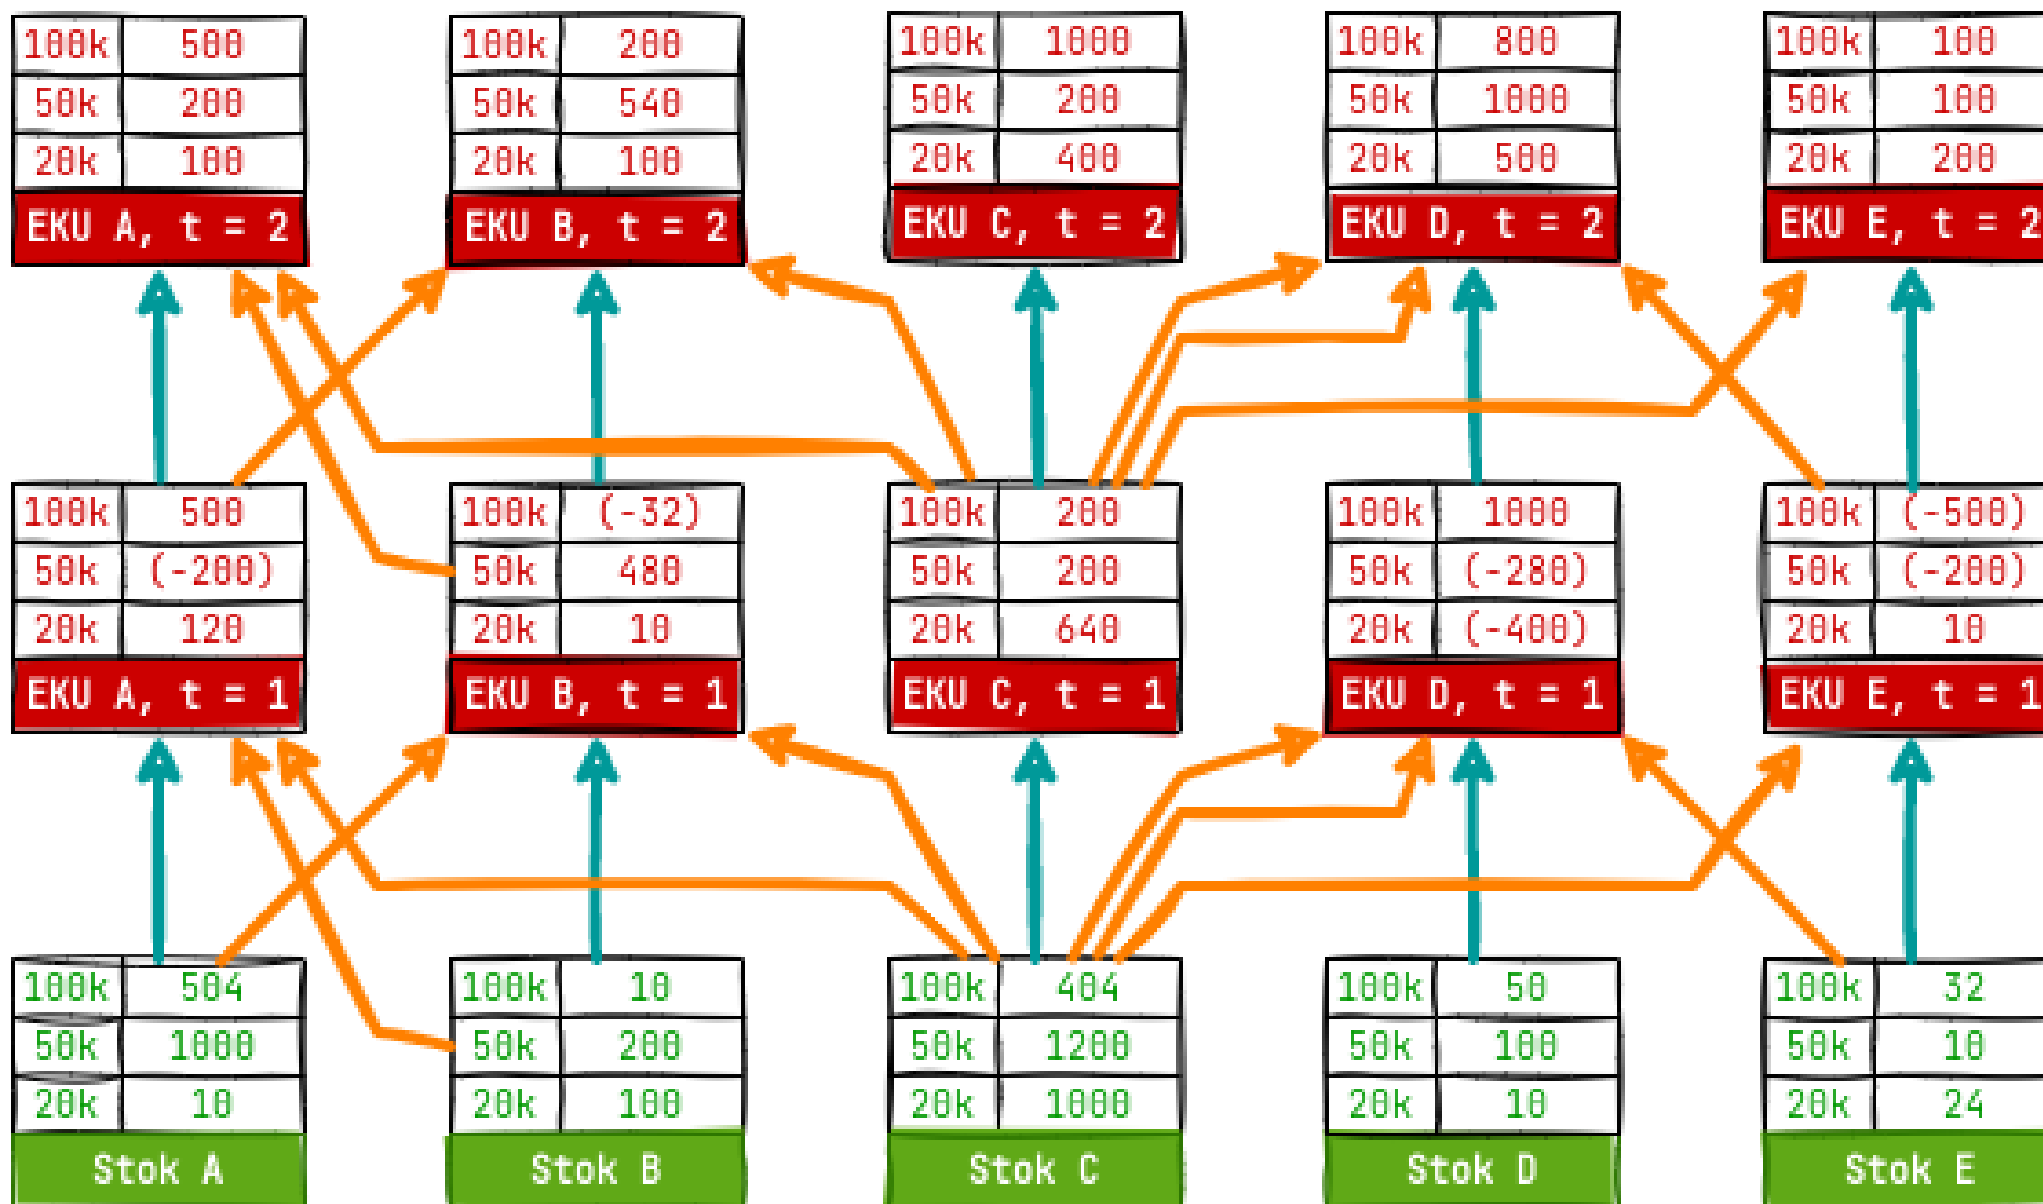 100k 500 100k 200 100k 1000 100k 800 100k 100
50k 200 50k 540 50k 200 50k 1000 50k 100
20k 100 20k 100 20k 400 20k 500 20k 200
EKU A, t = 2 EKU B, t = 2 EKU C, t = 2 EKU D, t = 2 EKU E, t = 2
100k 500 100k (-32) 100k 200 100k 1000 100k (-500)
50k (-200) 50k 480 50k 200 50k (-280) 50k (-200)
20k 120 20k 10 20k 640 20k (-400) 20k 10
EKU A, t = 1 EKU B, t = 1 EKU C, t = 1 EKU D, t = 1 EKU E, t = 1
100k 504 100k 10 100k 404 100k 50 100k 32
50k 1000 50k 200 50k 1200 50k 100 50k 10
20k 10 20k 100 20k 1000 20k 10 20k 24
Stok A Stok B Stok C Stok D Stok E